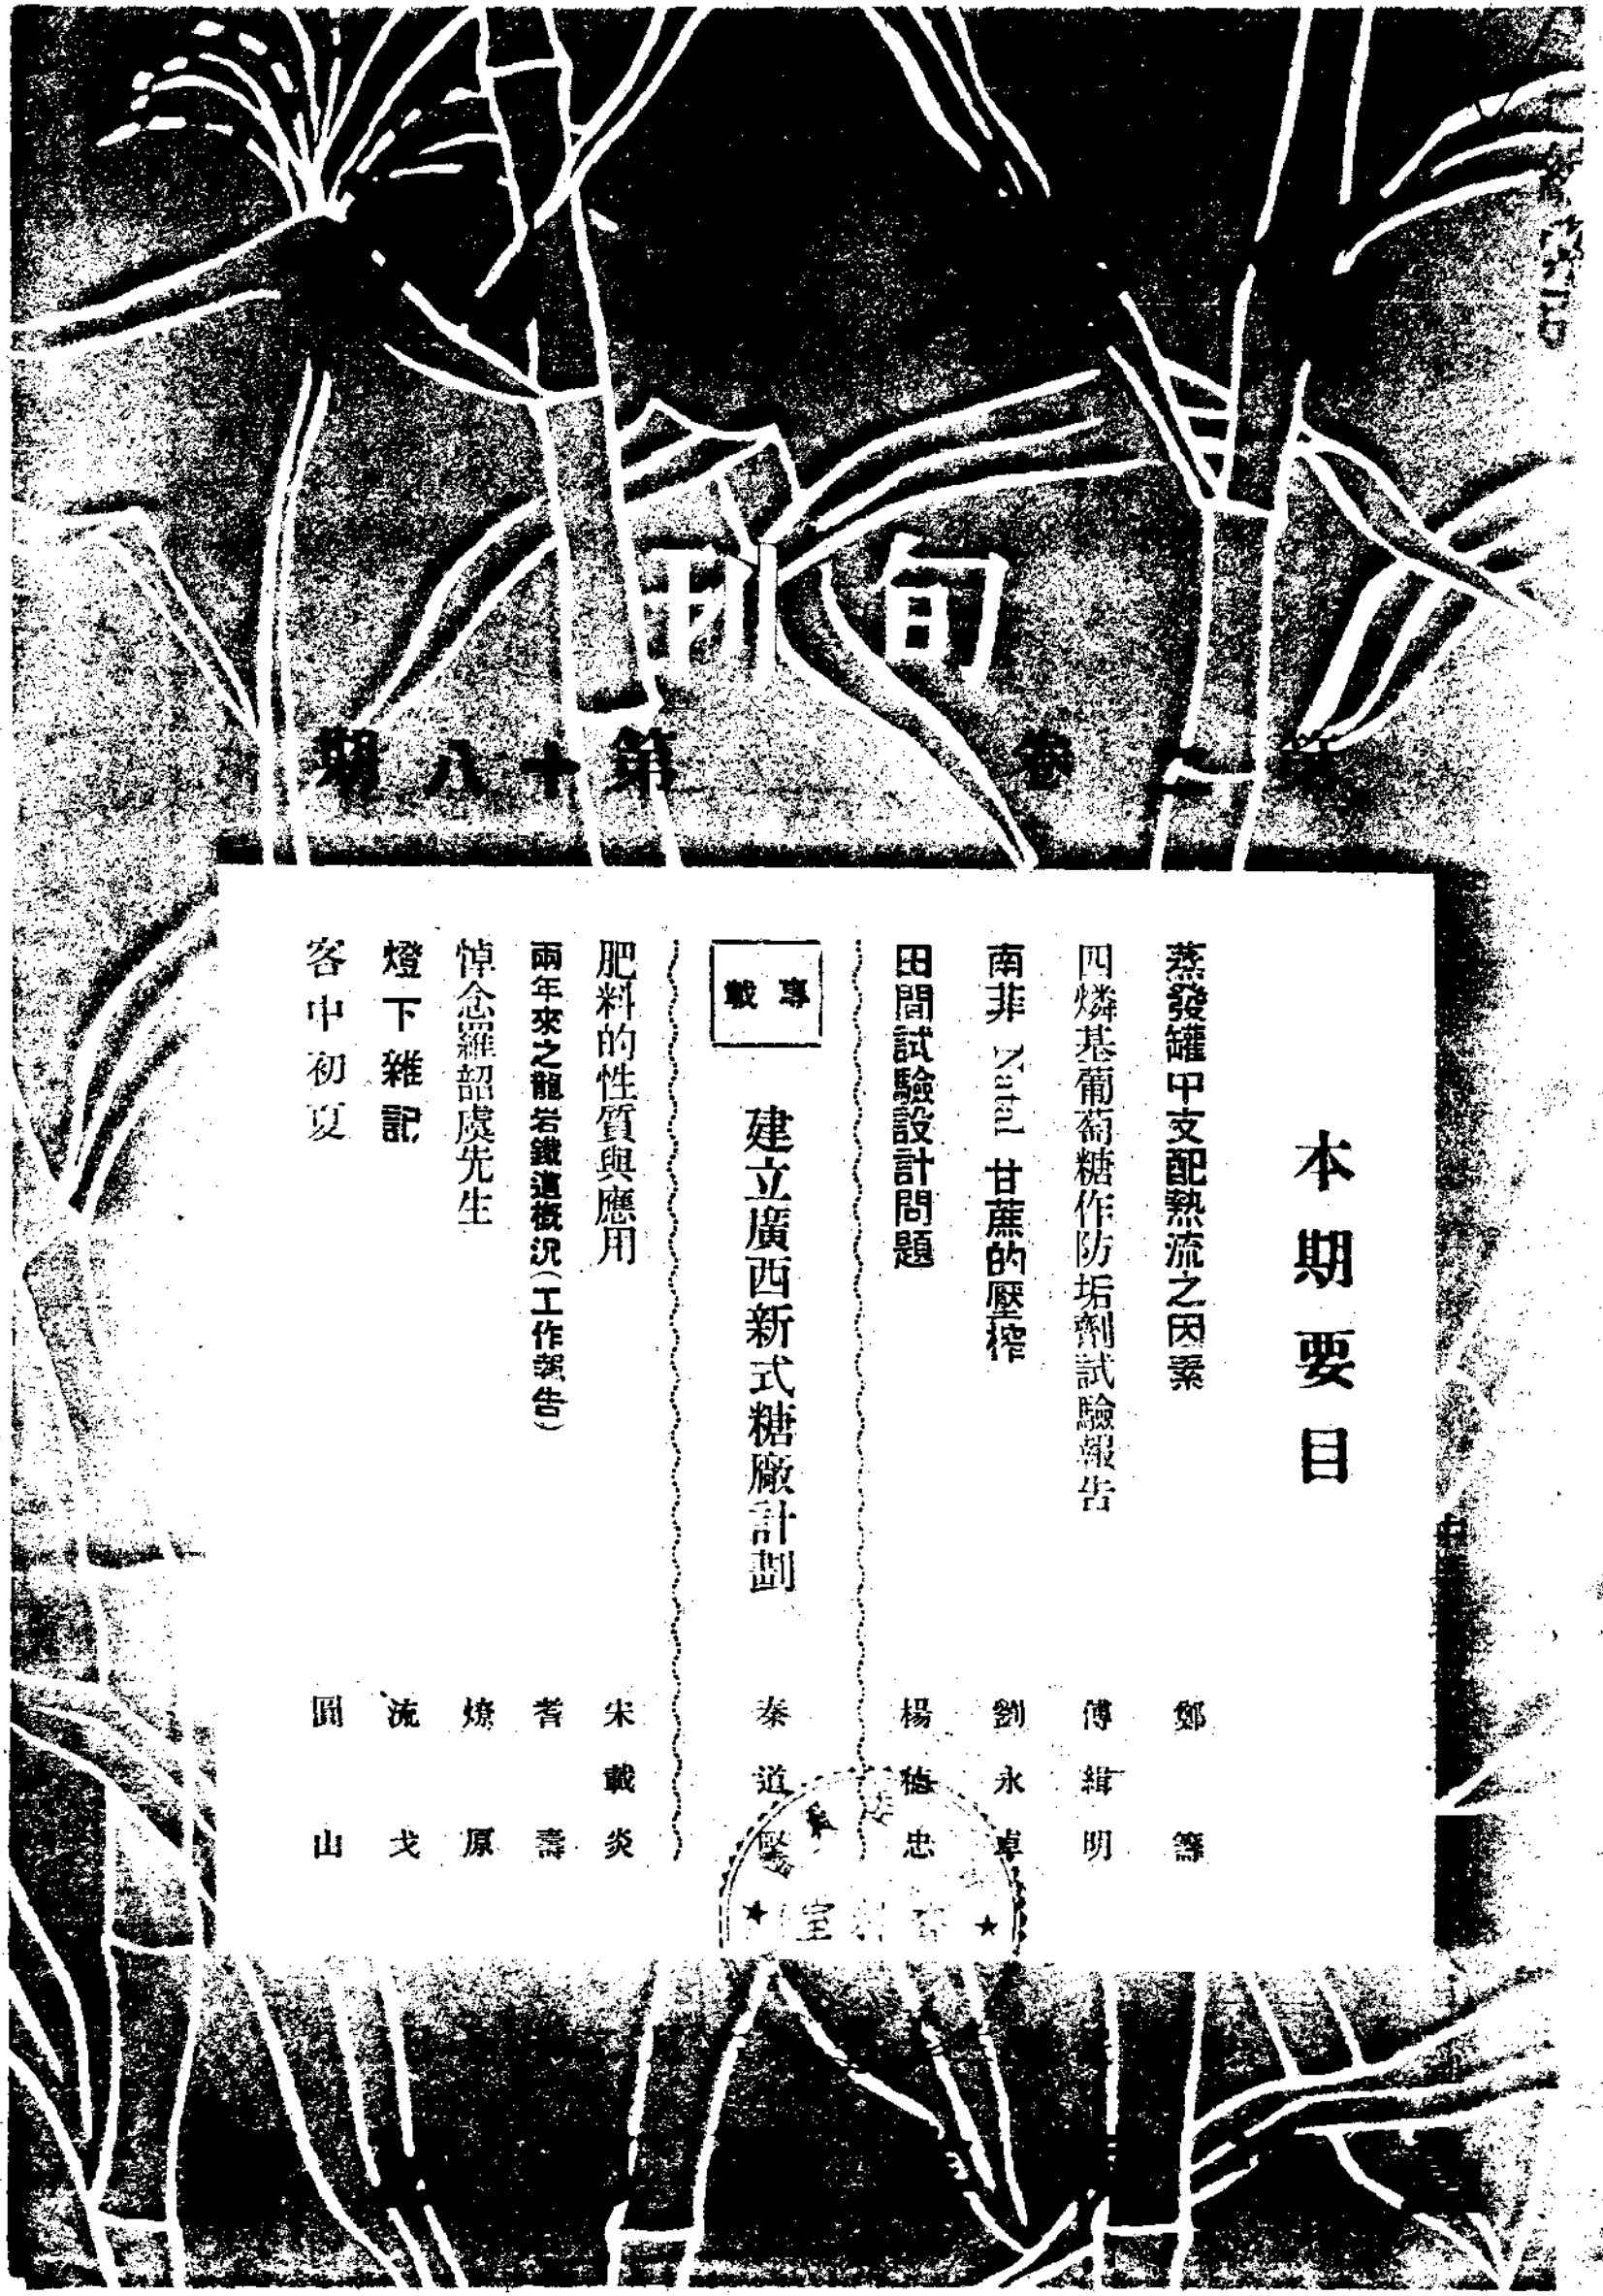 旬刊
第二卷　第十八期
本期要目
蒸發罐中支配熱流之因素　鄭
四燐基葡萄糖作防垢劑試驗報告　傅緝明
南非 Natal 甘蔗的壓榨　劉永卓
田間試驗設計問題　楊德忠
專載
建立廣西新式糖廠計劃　秦道堅
肥料的性質與應用　宋載炎
兩年來之龍岩鐵道概況（工作報告）　耆壽
悼念羅韶虞先生　燎原
燈下雜記　流戈
客中初夏　圓山